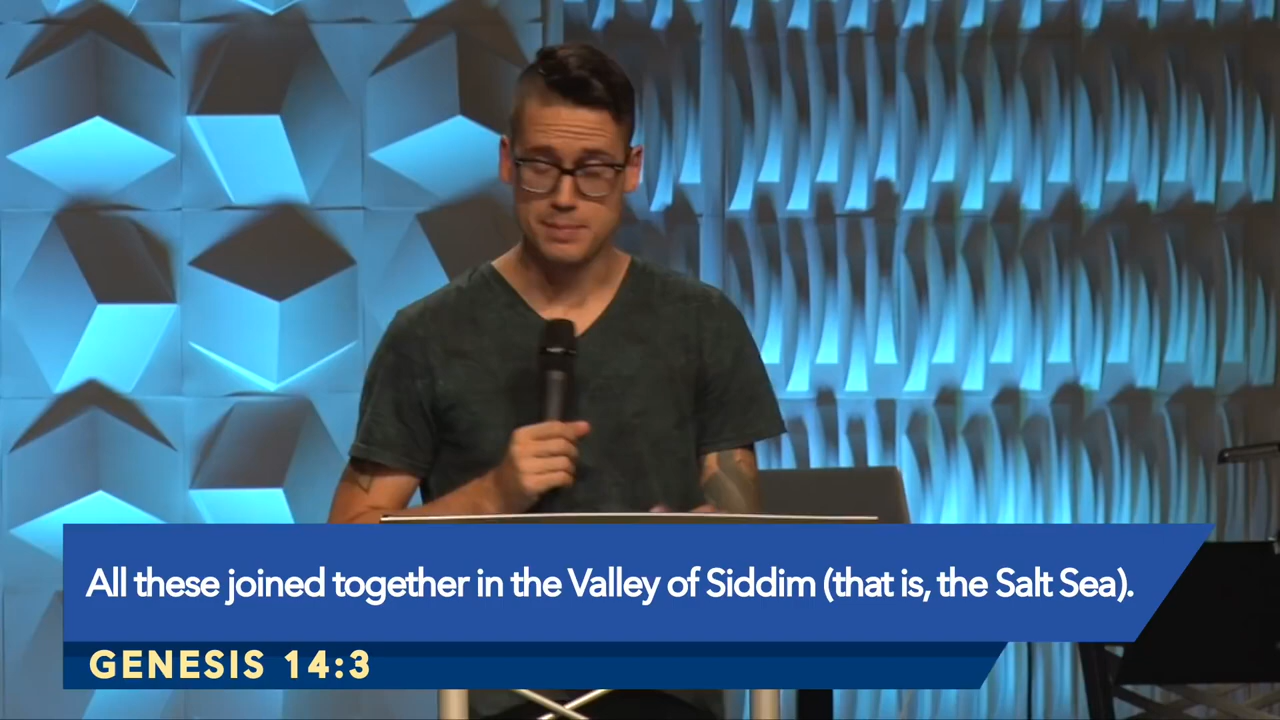 All these joined together in the Valley of Siddim (that is, the Salt Sea).
GENESIS 14:3